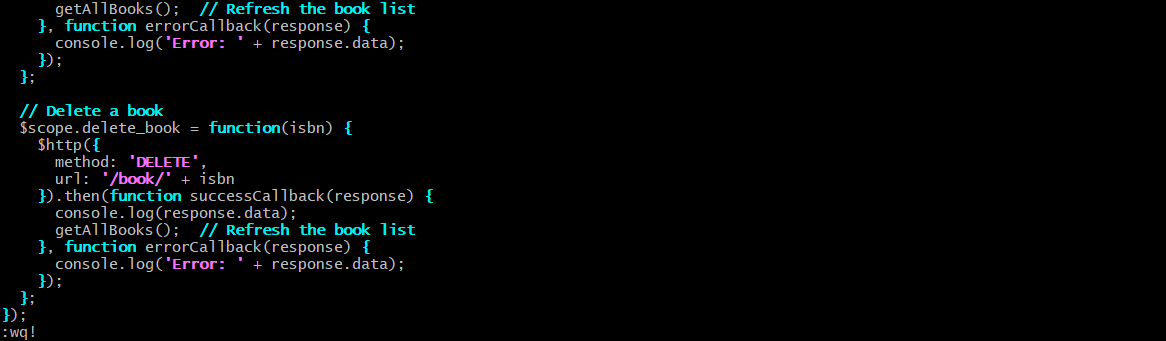 getAllBooks();  // Refresh the book list
    }, function errorCallback(response) {
      console.log('Error: ' + response.data);
    });
  };

  // Delete a book
  $scope.delete_book = function(isbn) {
    $http({
      method: 'DELETE',
      url: '/book/' + isbn
    }).then(function successCallback(response) {
      console.log(response.data);
      getAllBooks();  // Refresh the book list
    }, function errorCallback(response) {
      console.log('Error: ' + response.data);
    });
  };
});
:wq!